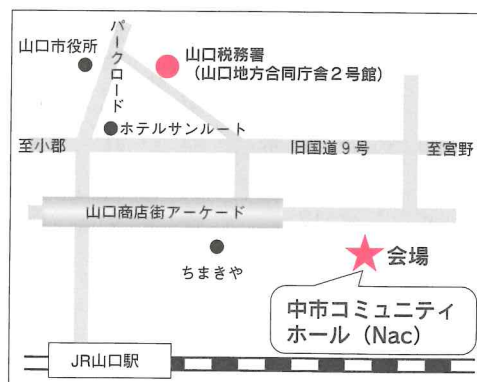 山口市役所
パークロード
山口税務署
（山口地方合同庁舎２号館）
ホテルサンルート
至小郡
旧国道９号
至宮野
山口商店街アーケード
ちまきや
会場
中市コミュニティ
ホール（Nac）
JR山口駅